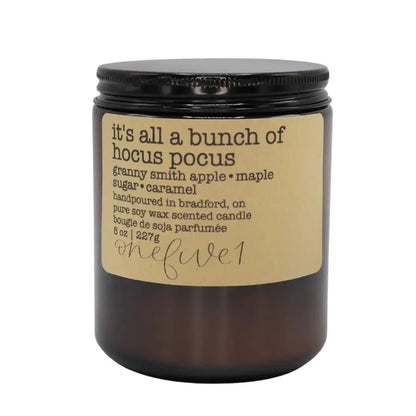 it's all a bunch of
hocus pocus
granny smith apple • maple
sugar • caramel
handpoured in bradford, on
pure soy wax scented candle
bougie de soja parfumée
8 oz | 227g
onefive1